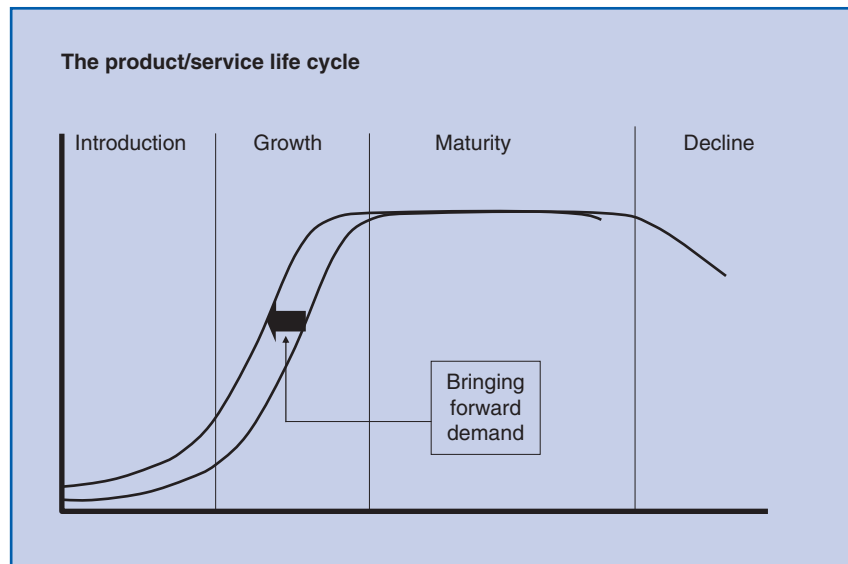 The product/service life cycle
Introduction
Growth
Maturity
Decline
Bringing
forward
demand